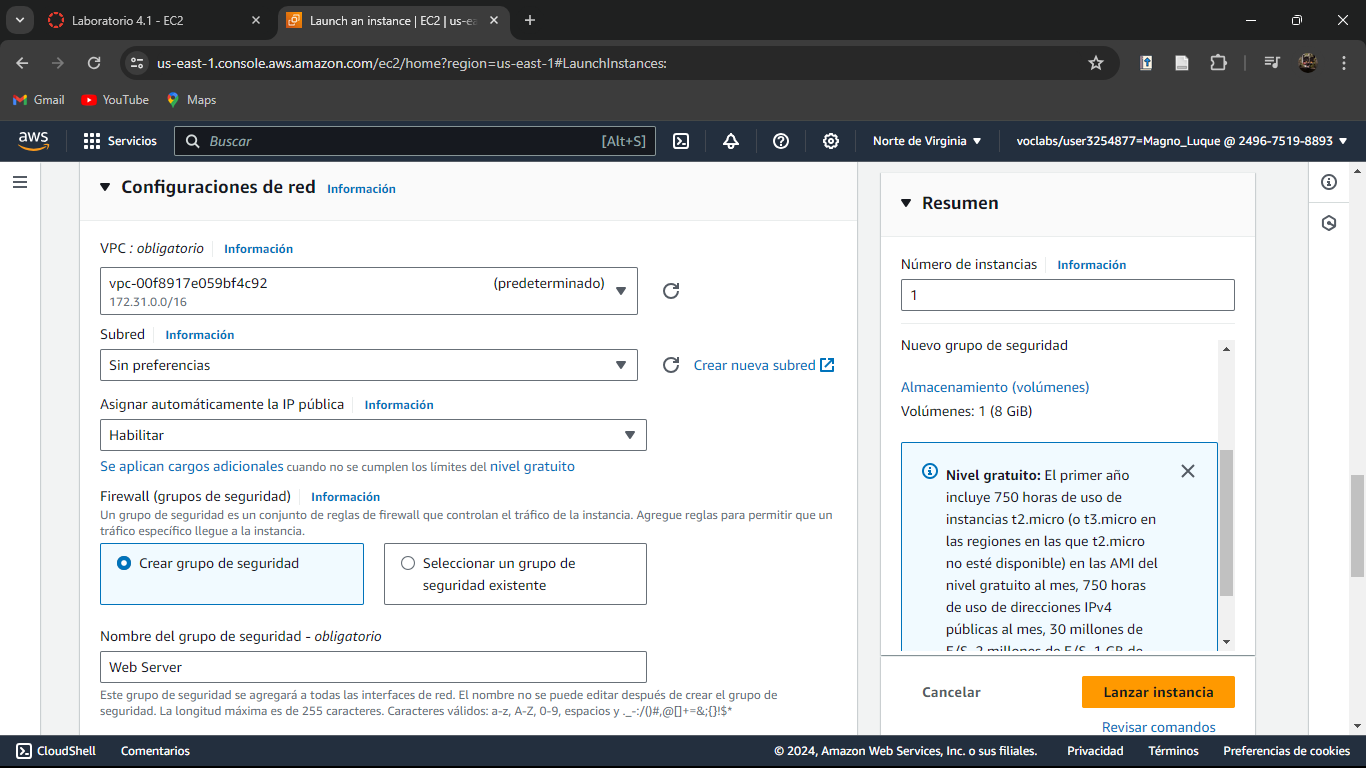 Laboratorio 4.1 - EC2
Launch an instance | EC2 | us-ea
us-east-1.console.aws.amazon.com/ec2/home?region=us-east-1#LaunchInstances:
Gmail
YouTube
Maps
aws
Servicios
Buscar
[Alt+S]
Norte de Virginia
voclabs/user3254877=Magno_Luque @ 2496-7519-8893
Configuraciones de red
Información
VPC : obligatorio
Información
vpc-00f8917e059bf4c92
(predeterminado)
172.31.0.0/16
Subred
Información
Sin preferencias
Crear nueva subred
Asignar automáticamente la IP pública
Información
Habilitar
Se aplican cargos adicionales cuando no se cumplen los límites del nivel gratuito
Firewall (grupos de seguridad)
Información
Un grupo de seguridad es un conjunto de reglas de firewall que controlan el tráfico de la instancia. Agregue reglas para permitir que un
tráfico específico llegue a la instancia.
Crear grupo de seguridad
Seleccionar un grupo de
seguridad existente
Nombre del grupo de seguridad - obligatorio
Web Server
Este grupo de seguridad se agregará a todas las interfaces de red. El nombre no se puede editar después de crear el grupo de
seguridad. La longitud máxima es de 255 caracteres. Caracteres válidos: a-z, A-Z, 0-9, espacios y ._-:/()#,@[]+=&;{}!$*
Resumen
Número de instancias
Información
1
Nuevo grupo de seguridad
Almacenamiento (volúmenes)
Volúmenes: 1 (8 GiB)
Nivel gratuito: El primer año
incluye 750 horas de uso de
instancias t2.micro (o t3.micro en
las regiones en las que t2.micro
no esté disponible) en las AMI del
nivel gratuito al mes, 750 horas
de uso de direcciones IPv4
públicas al mes, 30 millones de
E/S, 2 millones de E/S, 1 GB de
Cancelar
Lanzar instancia
Revisar comandos
CloudShell
Comentarios
© 2024, Amazon Web Services, Inc. o sus filiales.
Privacidad
Términos
Preferencias de cookies